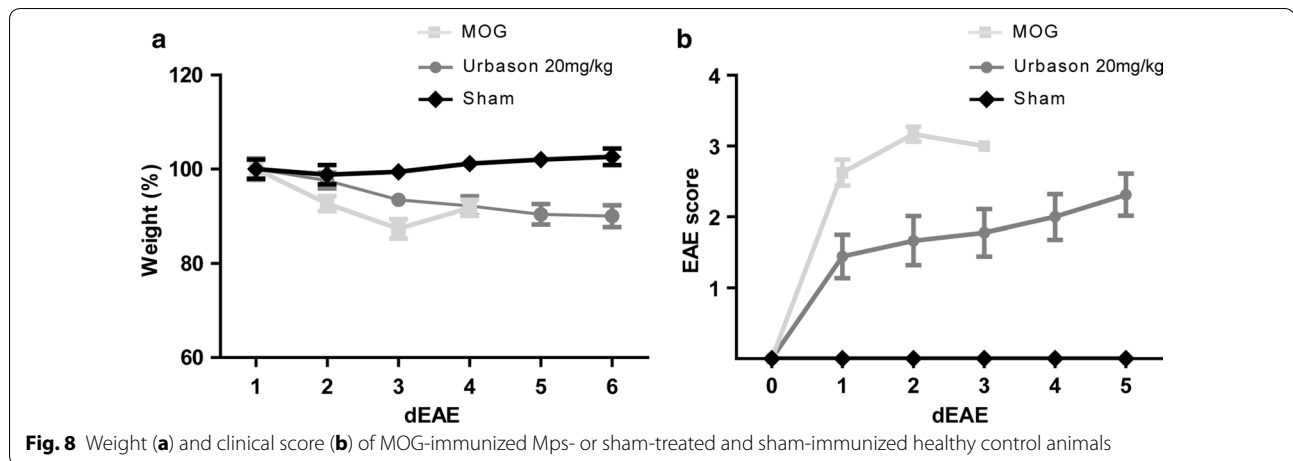 a
MOG
Urbason 20mg/kg
Sham
120
100
80
60
Weight (%)
1 2 3 4 5 6
dEAE
b
MOG
Urbason 20mg/kg
Sham
4
3
2
1
EAE score
0 1 2 3 4 5
dEAE
Fig. 8 Weight (a) and clinical score (b) of MOG-immunized Mps- or sham-treated and sham-immunized healthy control animals